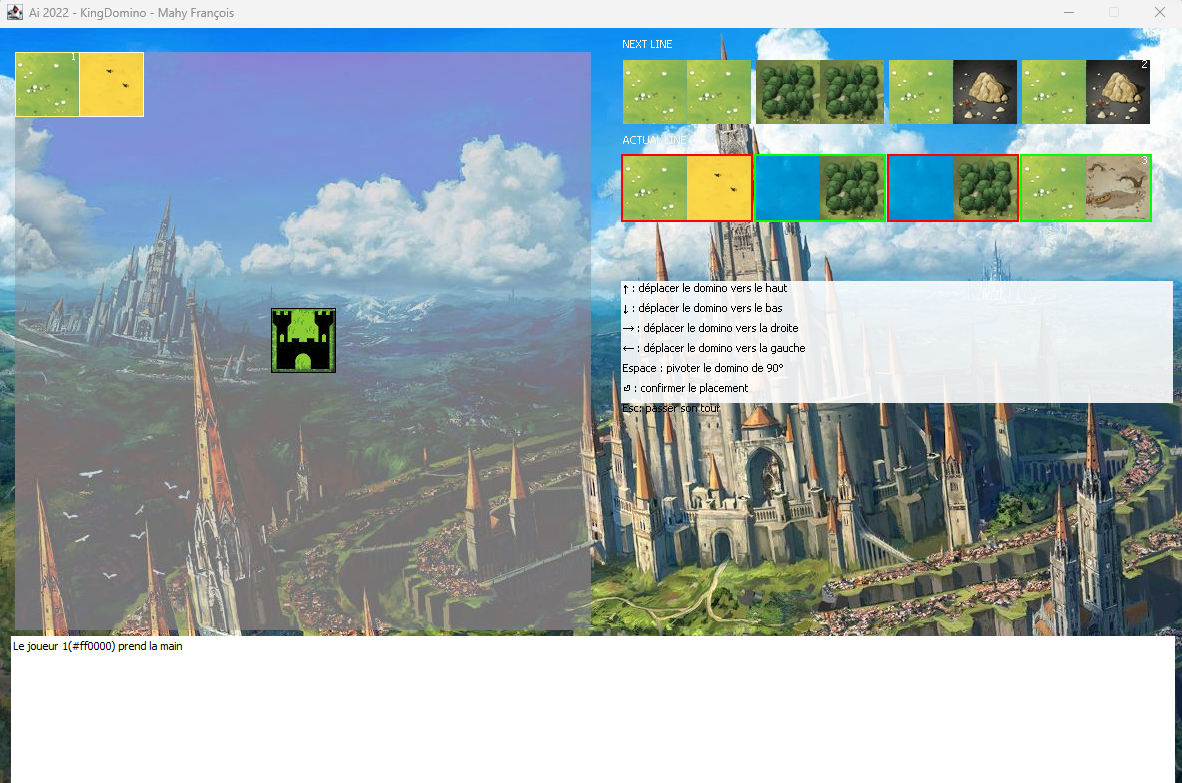 Ai 2022 - KingDomino - Mahy François
1
NEXT LINE
2
ACTUAL LINE
3
↑ : déplacer le domino vers le haut
↓ : déplacer le domino vers le bas
→ : déplacer le domino vers la droite
← : déplacer le domino vers la gauche
Espace : pivoter le domino de 90°
⏎ : confirmer le placement
Esc: passer son tour
Le joueur 1(#ff0000) prend la main